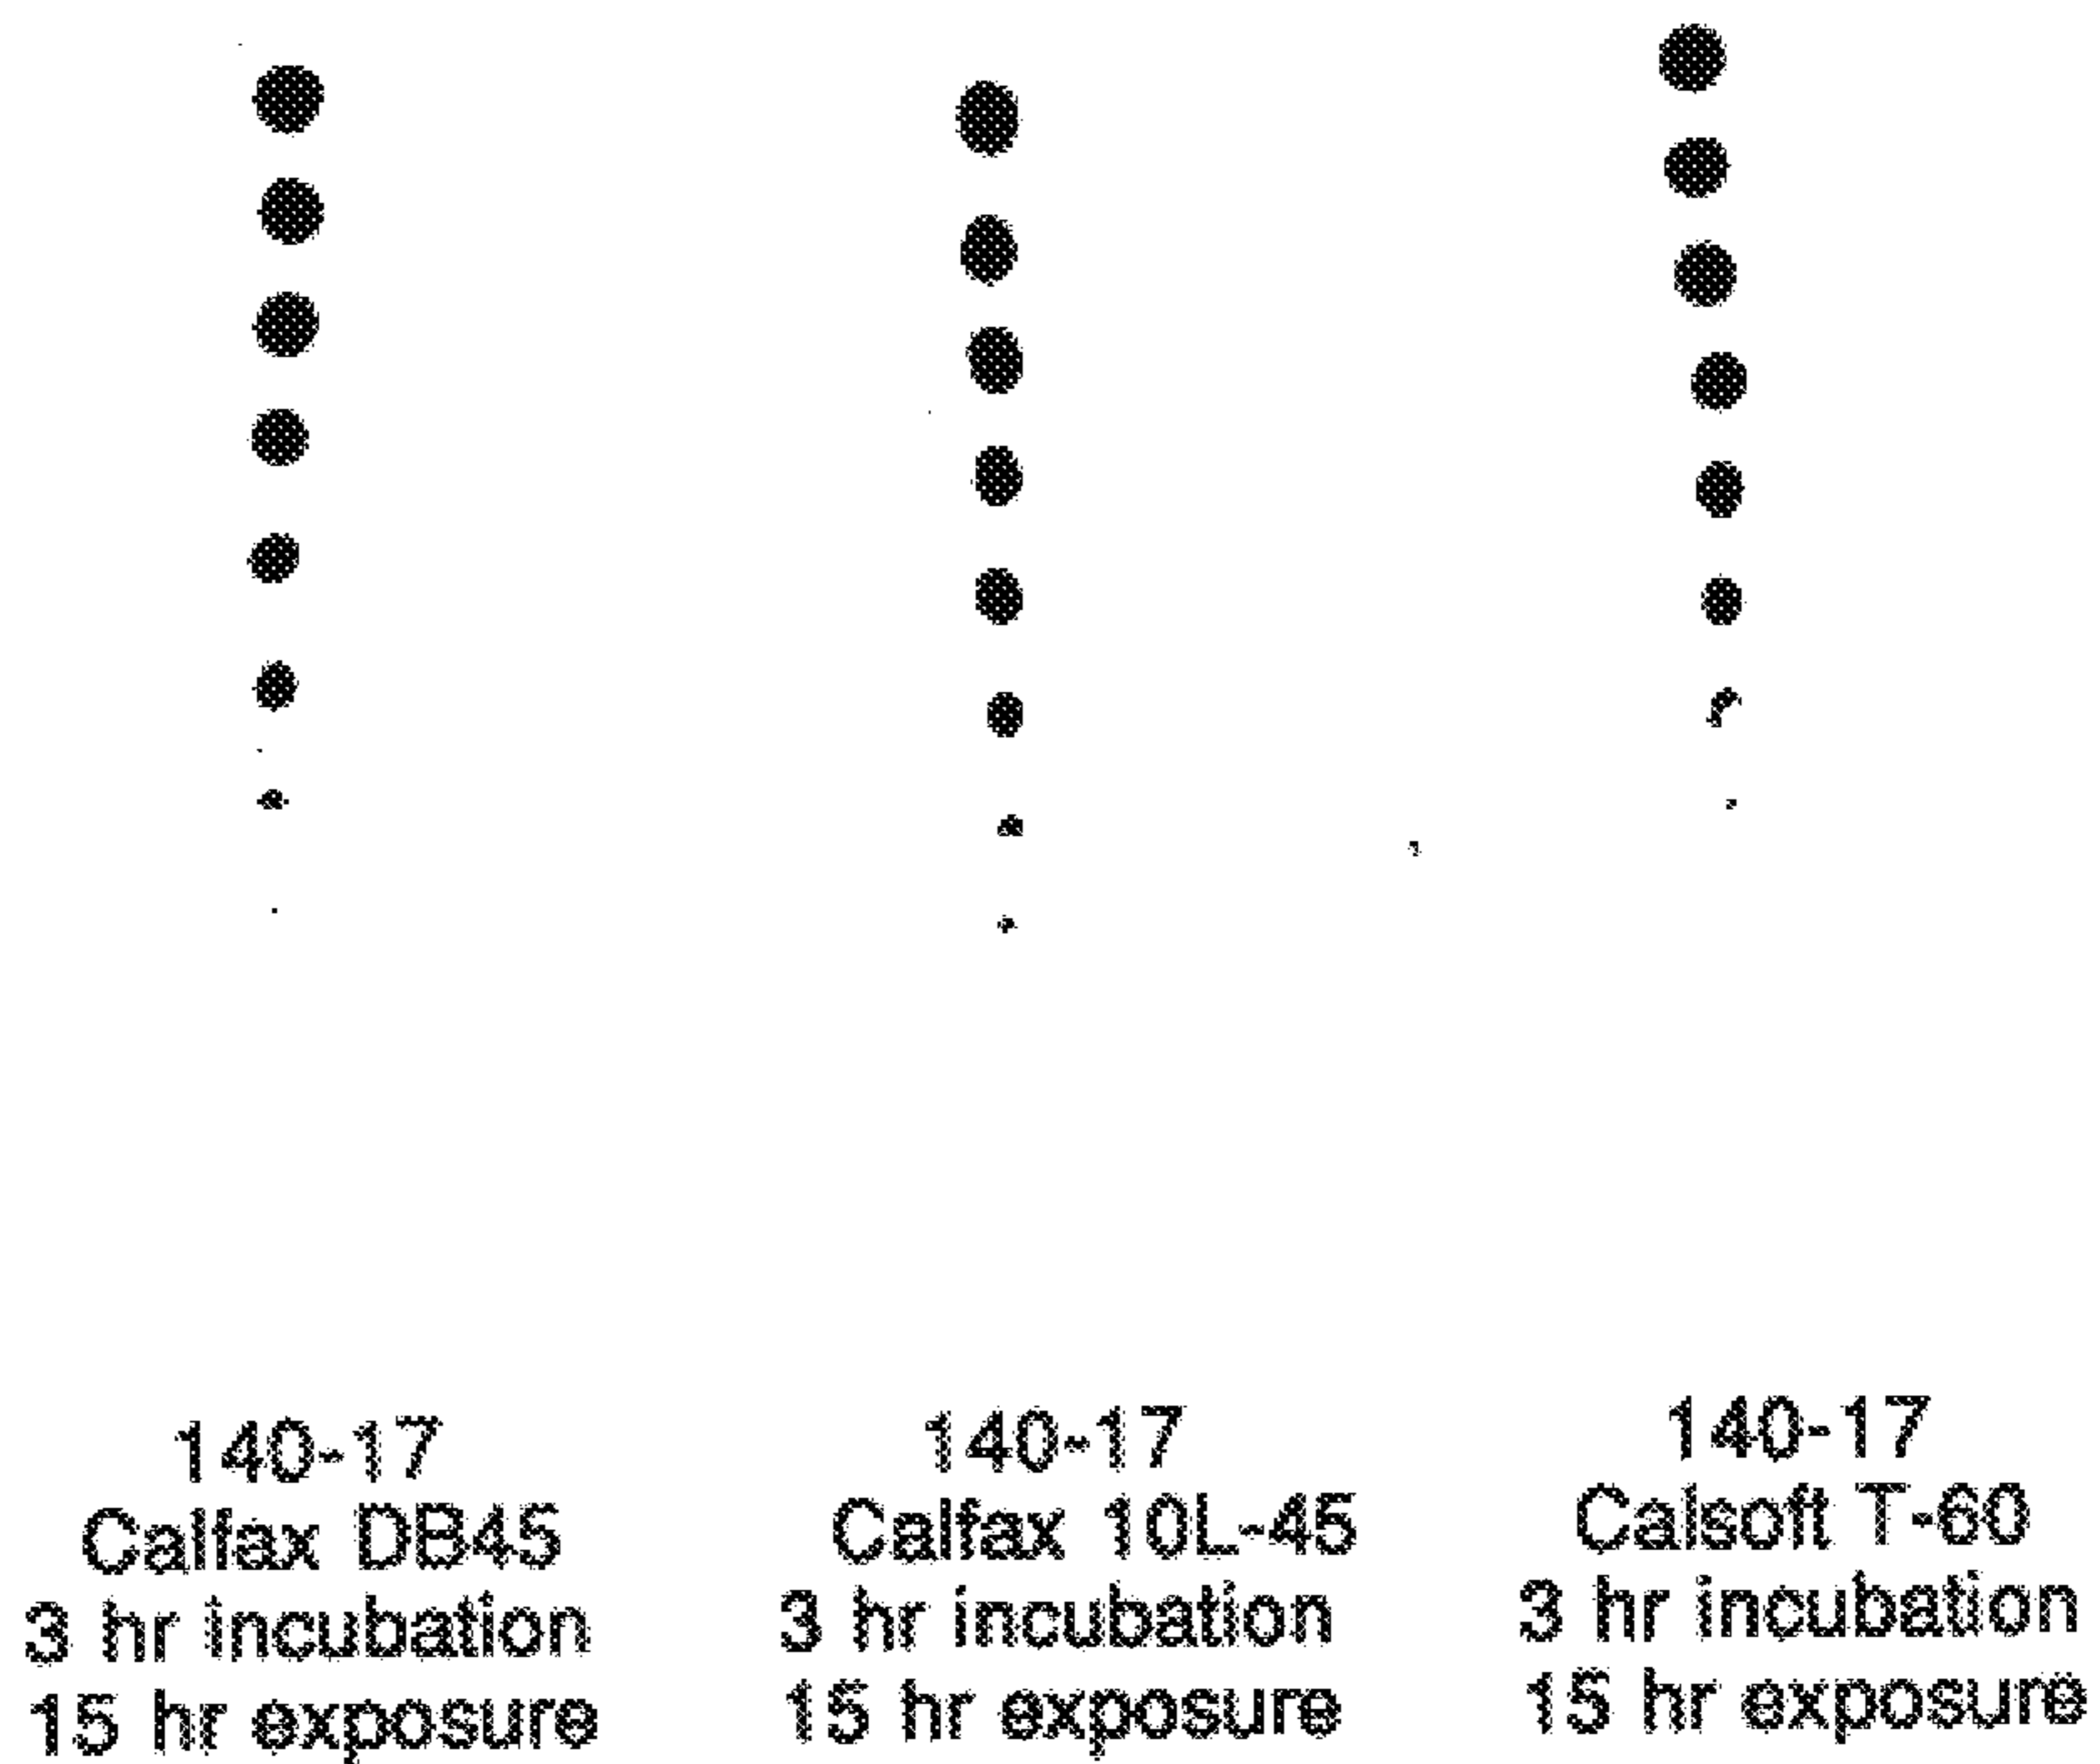 140-17
Calfax DB45
3 hr incubation
15 hr exposure
140-17
Calfax 10L-45
3 hr incubation
15 hr exposure
140-17
Calsoft T-60
3 hr incubation
15 hr exposure